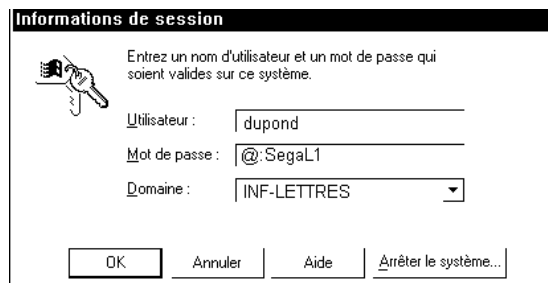 Informations de session
Entrez un nom d'utilisateur et un mot de passe qui
soient valides sur ce système.
Utilisateur :
dupond
Mot de passe :
@:SegaL1
Domaine :
INF-LETTRES
OK
Annuler
Aide
Arrêter le système...